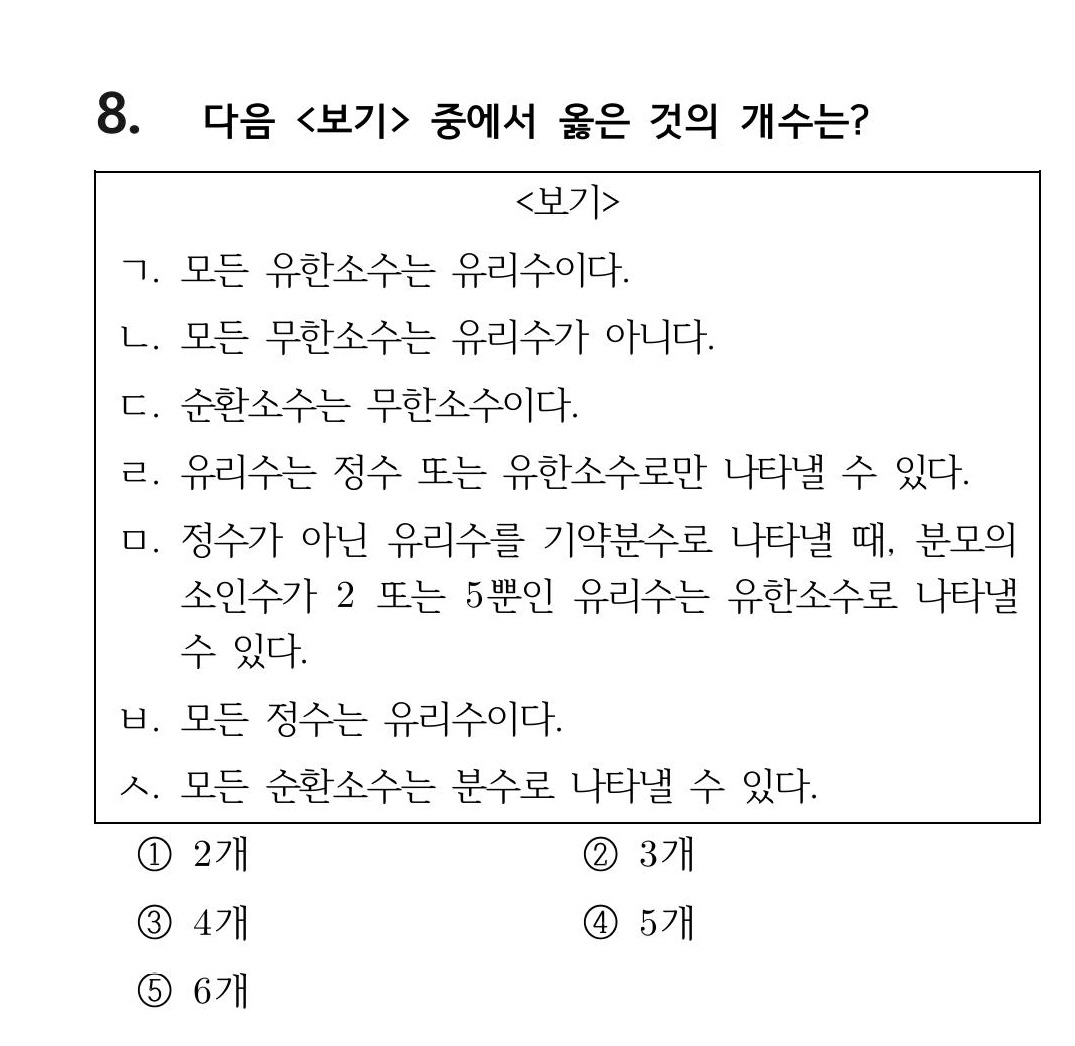 8. 다음 <보기> 중에서 옳은 것의 개수는?
<보기>
ㄱ. 모든 유한소수는 유리수이다.
ㄴ. 모든 무한소수는 유리수가 아니다.
ㄷ. 순환소수는 무한소수이다.
ㄹ. 유리수는 정수 또는 유한소수로만 나타낼 수 있다.
ㅁ. 정수가 아닌 유리수를 기약분수로 나타낼 때, 분모의
소인수가 2 또는 5뿐인 유리수는 유한소수로 나타낼
수 있다.
ㅂ. 모든 정수는 유리수이다.
ㅅ. 모든 순환소수는 분수로 나타낼 수 있다.
① 2개 ② 3개
③ 4개 ④ 5개
⑤ 6개